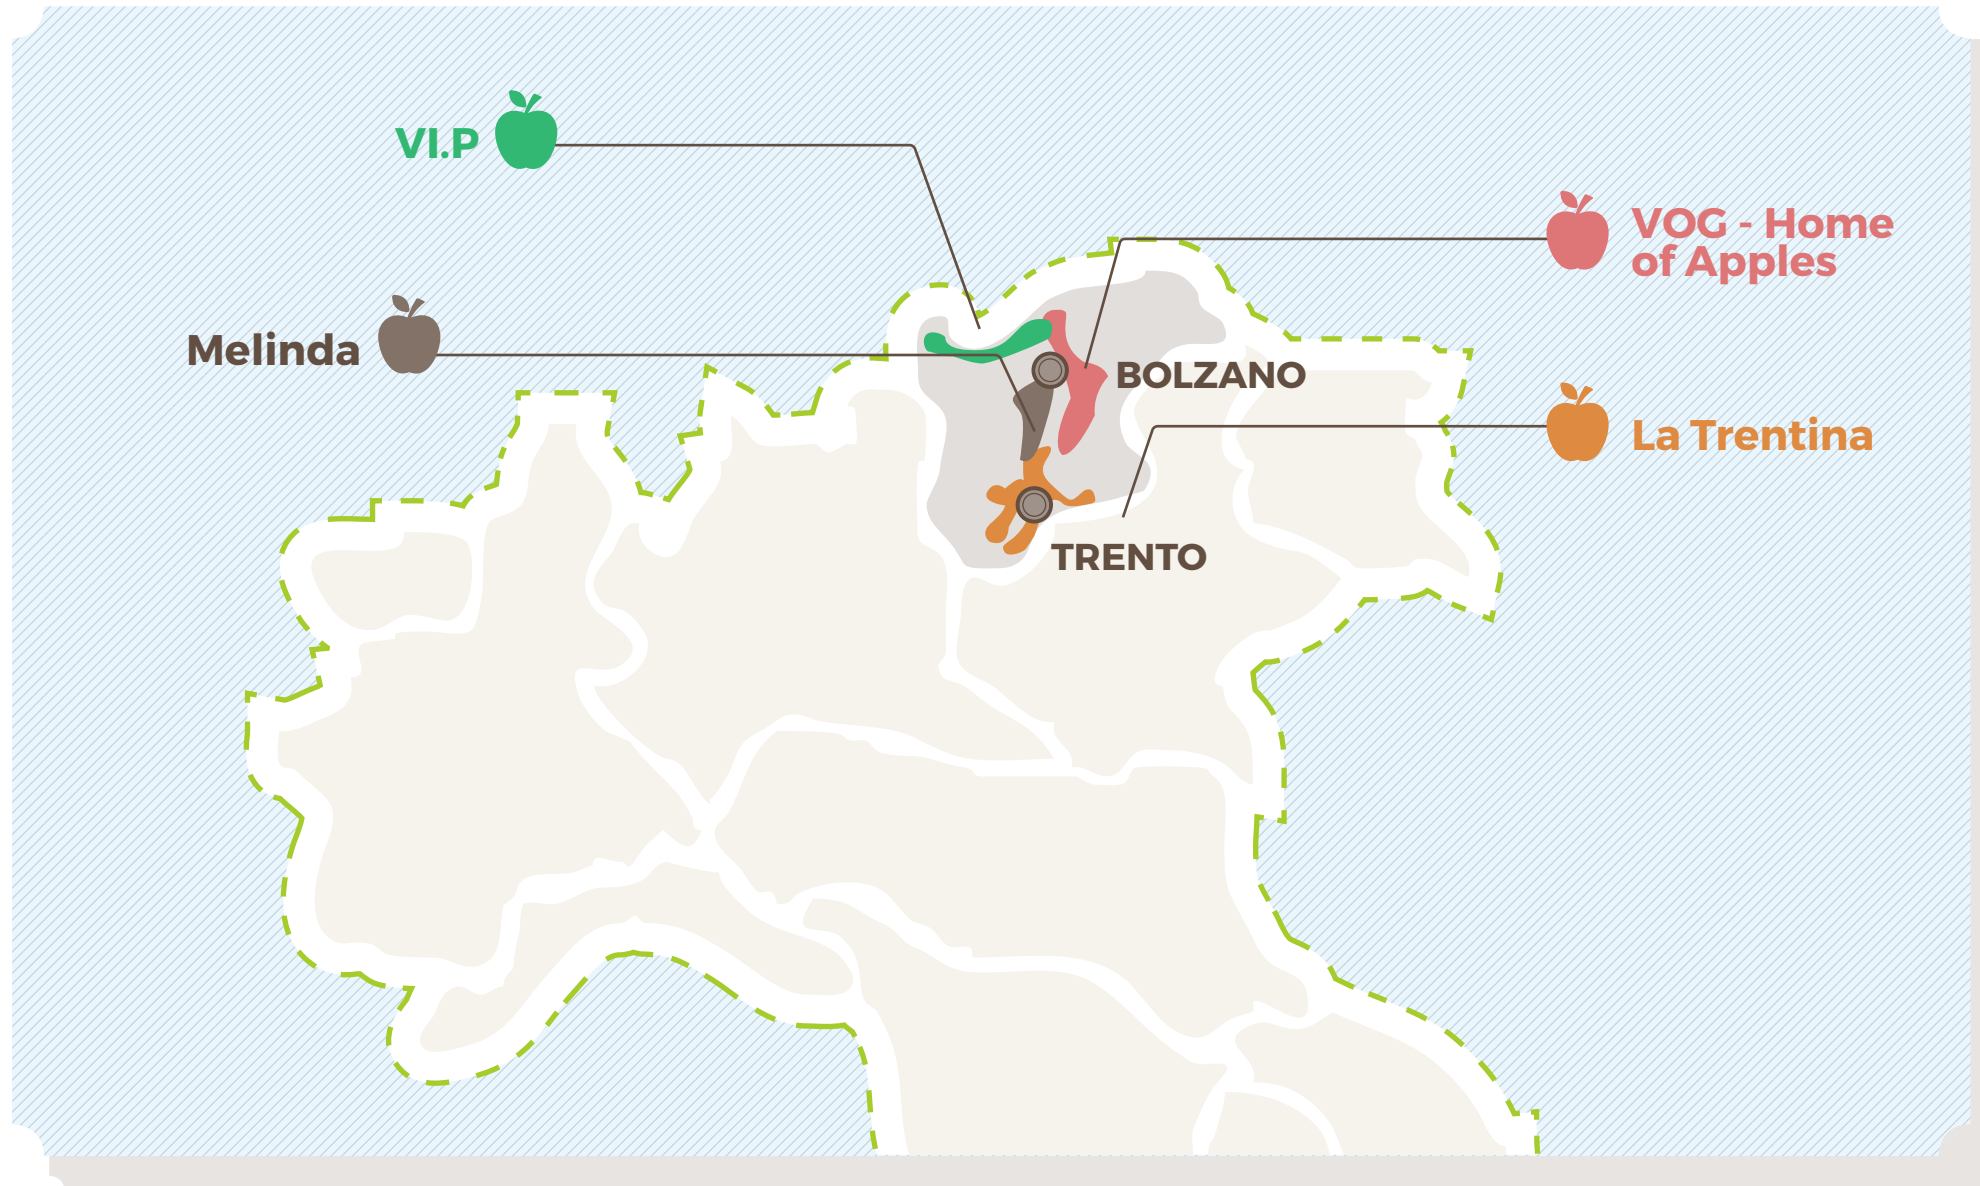 VI.P
VOG - Home
of Apples
Melinda
BOLZANO
La Trentina
TRENTO